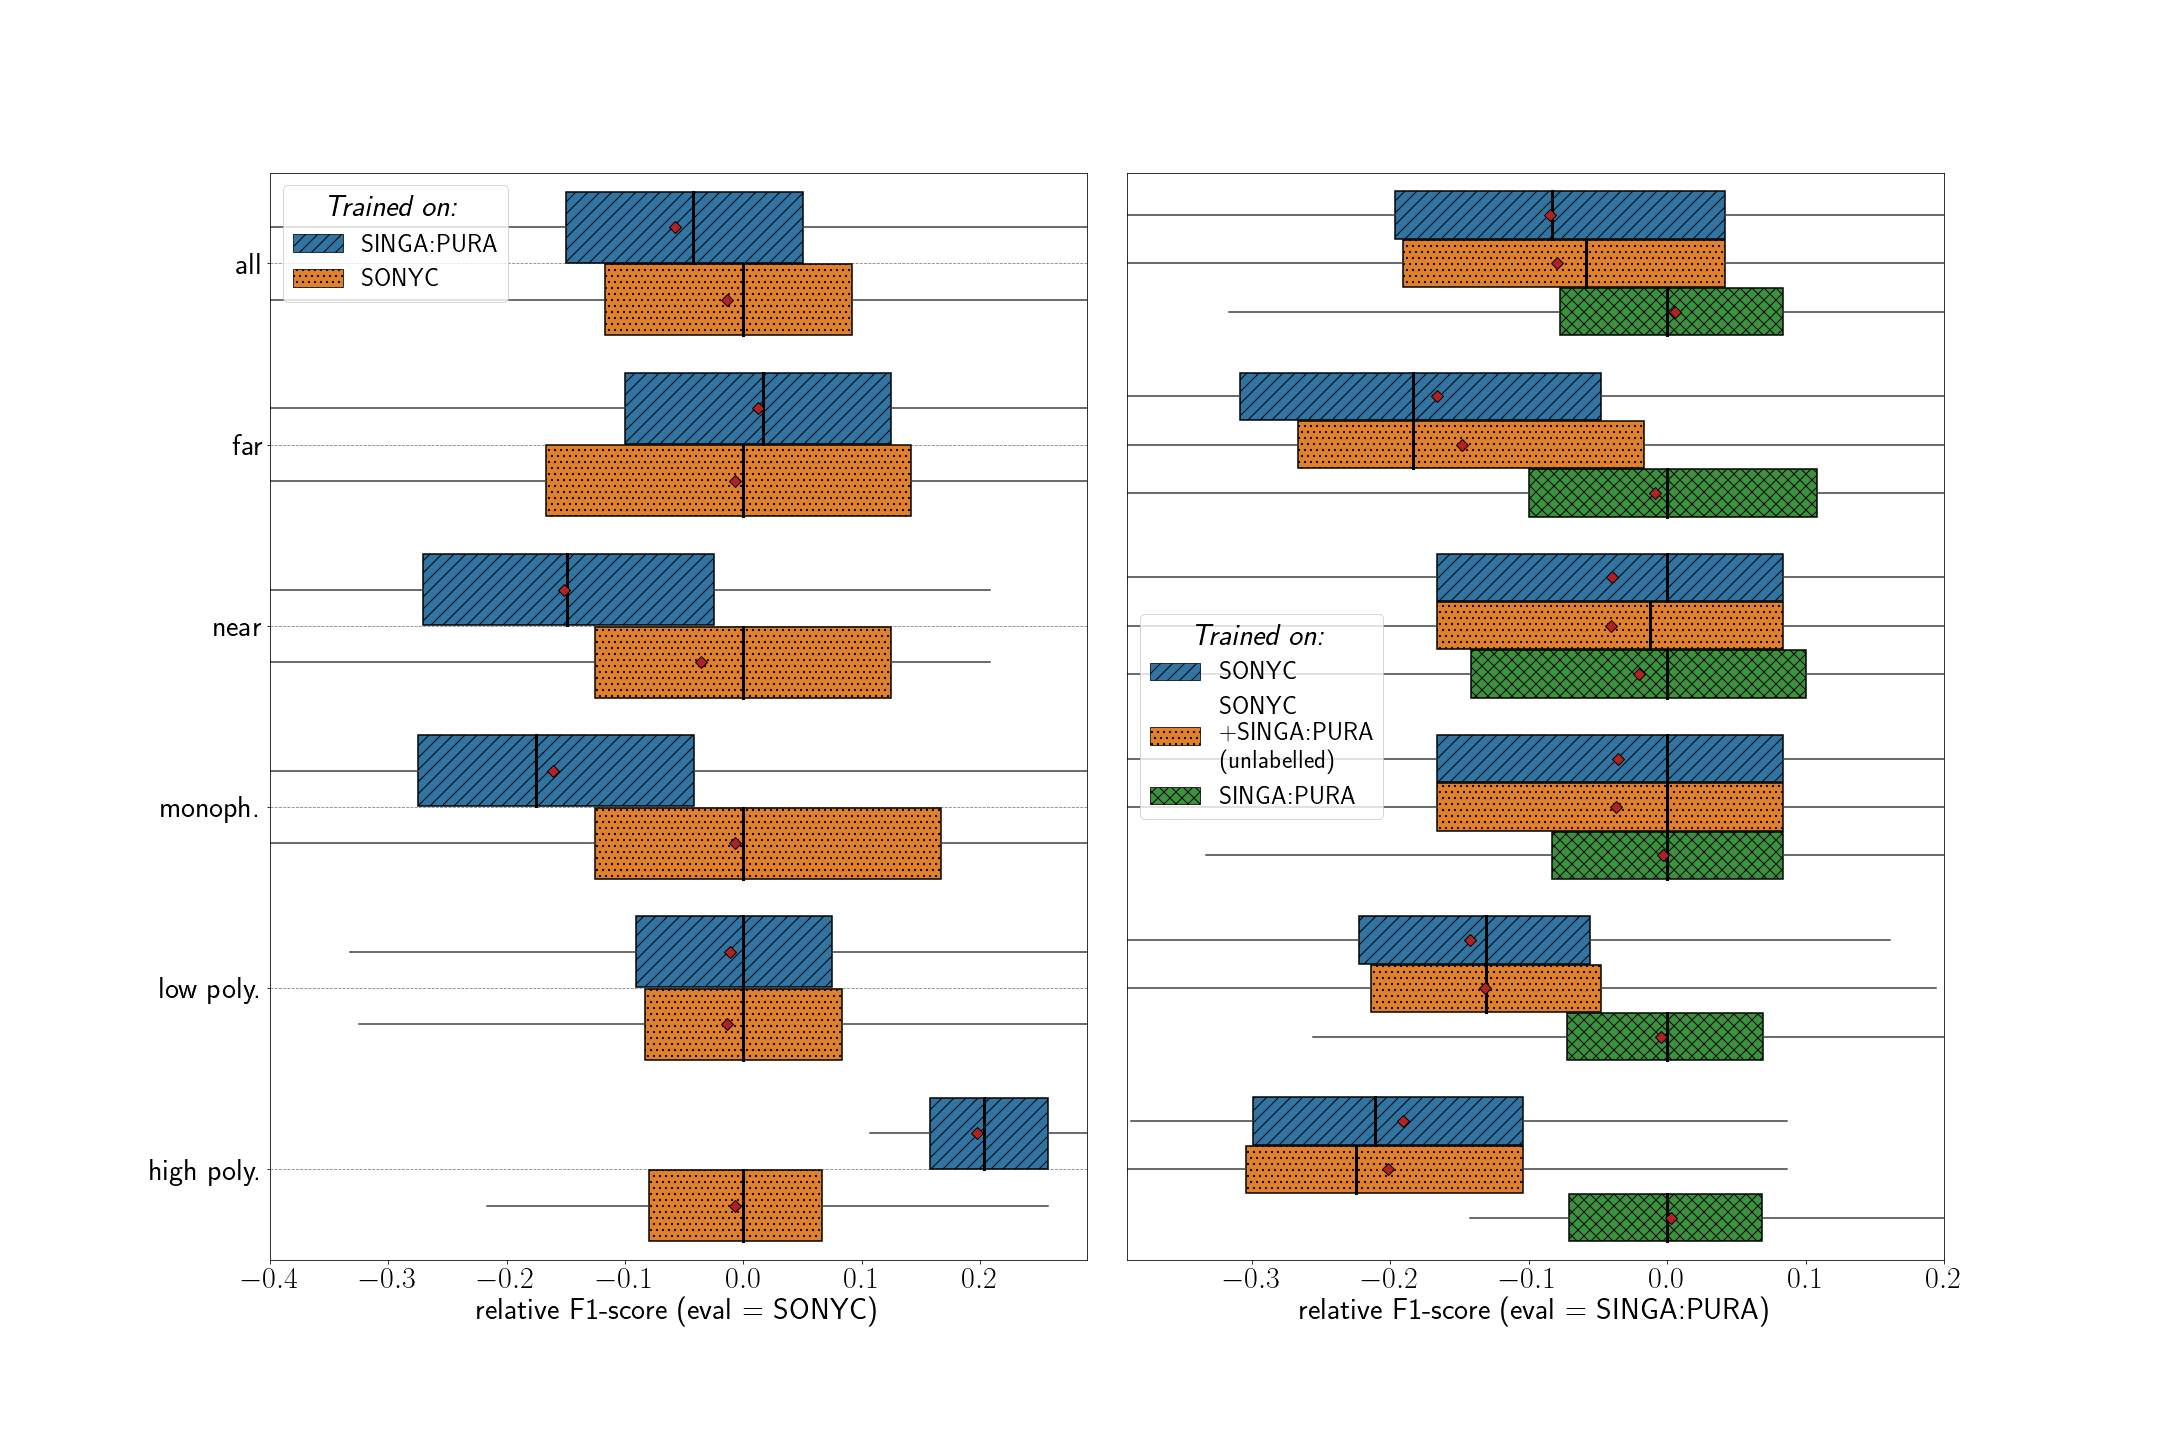 Trained on:
SINGA:PURA
SONYC
all
far
near
monoph.
low poly.
high poly.
−0.4 −0.3 −0.2 −0.1 0.0 0.1 0.2
relative F1-score (eval = SONYC)
Trained on:
SONYC
SONYC
+SINGA:PURA
(unlabelled)
SINGA:PURA
−0.3 −0.2 −0.1 0.0 0.1 0.2
relative F1-score (eval = SINGA:PURA)